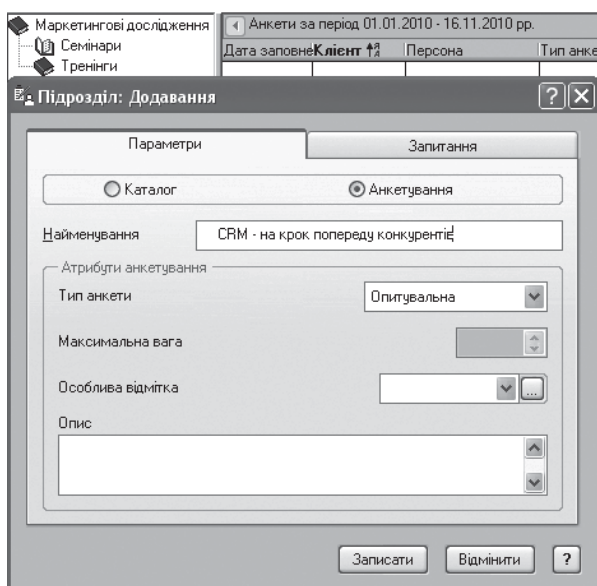 Маркетингові дослідження
Анкети за період 01.01.2010 - 16.11.2010 рр.
Семінари
Тренінги
Дата заповне Клієнт Персона Тип анке
Підрозділ: Додавання
Параметри Запитання
Каталог Анкетування
Найменування CRM - на крок попереду конкурентів
Атрибути анкетування
Тип анкети Опитувальна
Максимальна вага
Особлива відмітка ...
Опис
Записати Відмінити ?